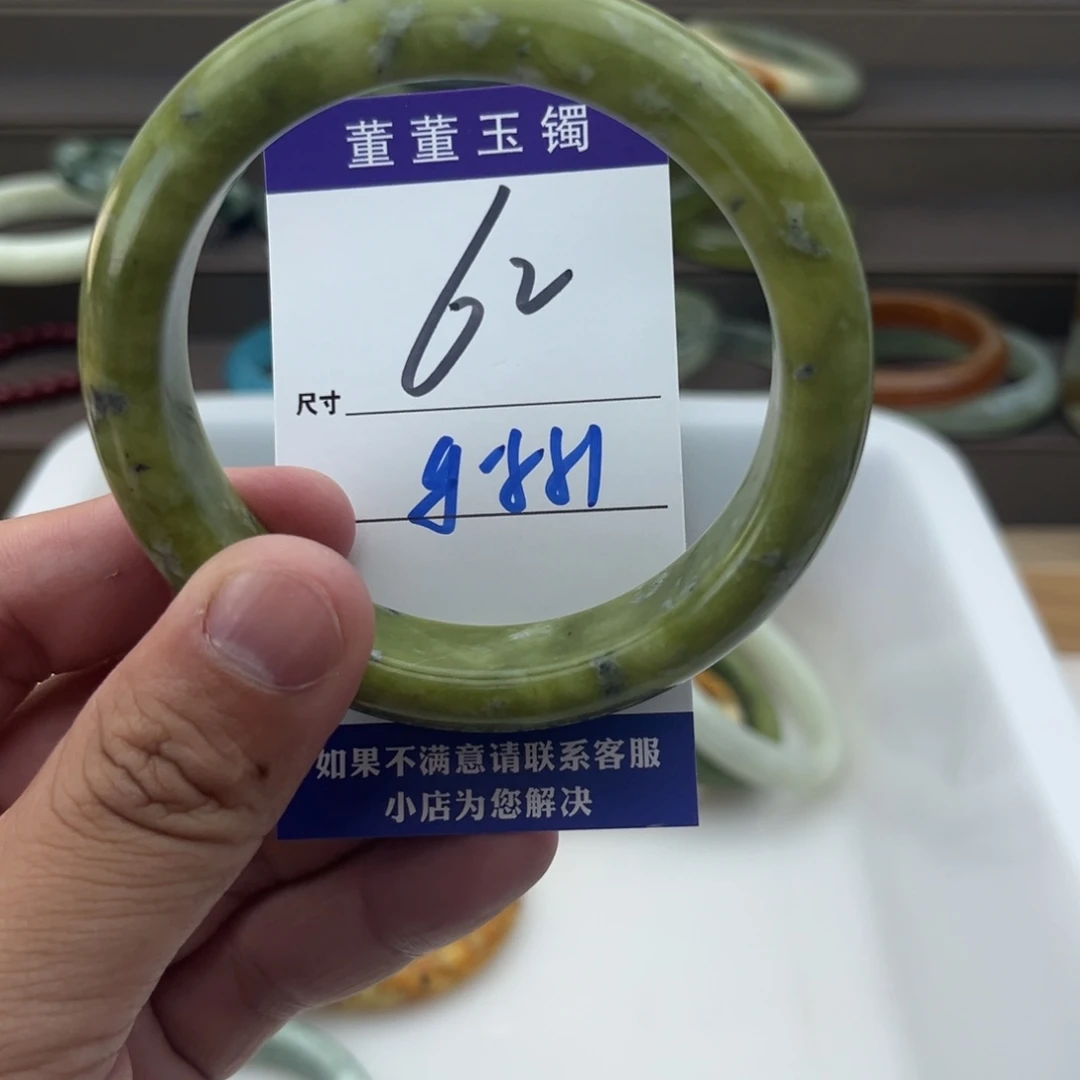 董董玉镯
62
尺寸
如果不满意请联系客服
小店为您解决